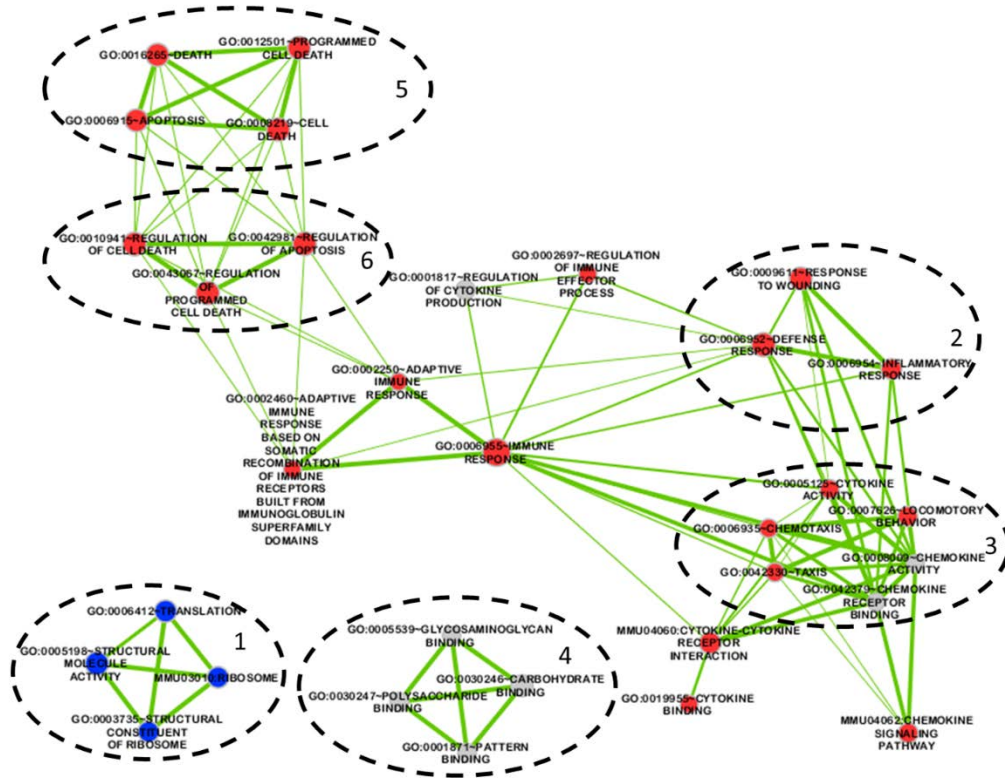 GO:0012501~PROGRAMMED
CELL DEATH
GO:0016265~DEATH
5
GO:0006915~APOPTOSIS
GO:0008219~CELL
DEATH
GO:0010941~REGULATION
OF CELL DEATH
GO:0042981~REGULATION
OF APOPTOSIS
6
GO:0043067~REGULATION
OF
PROGRAMMED
CELL DEATH
GO:0002697~REGULATION
OF IMMUNE
EFFECTOR
PROCESS
GO:0001817~REGULATION
OF CYTOKINE
PRODUCTION
GO:0009611~RESPONSE
TO WOUNDING
2
GO:0006952~DEFENSE
RESPONSE
GO:0006954~INFLAMMATORY
RESPONSE
GO:0002250~ADAPTIVE
IMMUNE
RESPONSE
GO:0002460~ADAPTIVE
IMMUNE
RESPONSE
BASED ON
SOMATIC
RECOMBINATION
OF IMMUNE
RECEPTORS
BUILT FROM
IMMUNOGLOBULIN
SUPERFAMILY
DOMAINS
GO:0006955~IMMUNE
RESPONSE
GO:0005125~CYTOKINE
ACTIVITY
GO:0007626~LOCOMOTORY
BEHAVIOR
GO:0006935~CHEMOTAXIS
3
GO:0008009~CHEMOKINE
ACTIVITY
GO:0042330~TAXIS
GO:0042379~CHEMOKINE
RECEPTOR
BINDING
MMU04060:CYTOKINE-CYTOKINE
RECEPTOR
INTERACTION
GO:0019955~CYTOKINE
BINDING
MMU04062:CHEMOKINE
SIGNALING
PATHWAY
GO:0006412~TRANSLATION
1
GO:0005198~STRUCTURAL
MOLECULE
ACTIVITY
MMU03010:RIBOSOME
GO:0003735~STRUCTURAL
CONSTITUENT
OF RIBOSOME
GO:0005539~GLYCOSAMINOGLYCAN
BINDING
4
GO:0030246~CARBOHYDRATE
BINDING
GO:0030247~POLYSACCHARIDE
BINDING
GO:0001871~PATTERN
BINDING